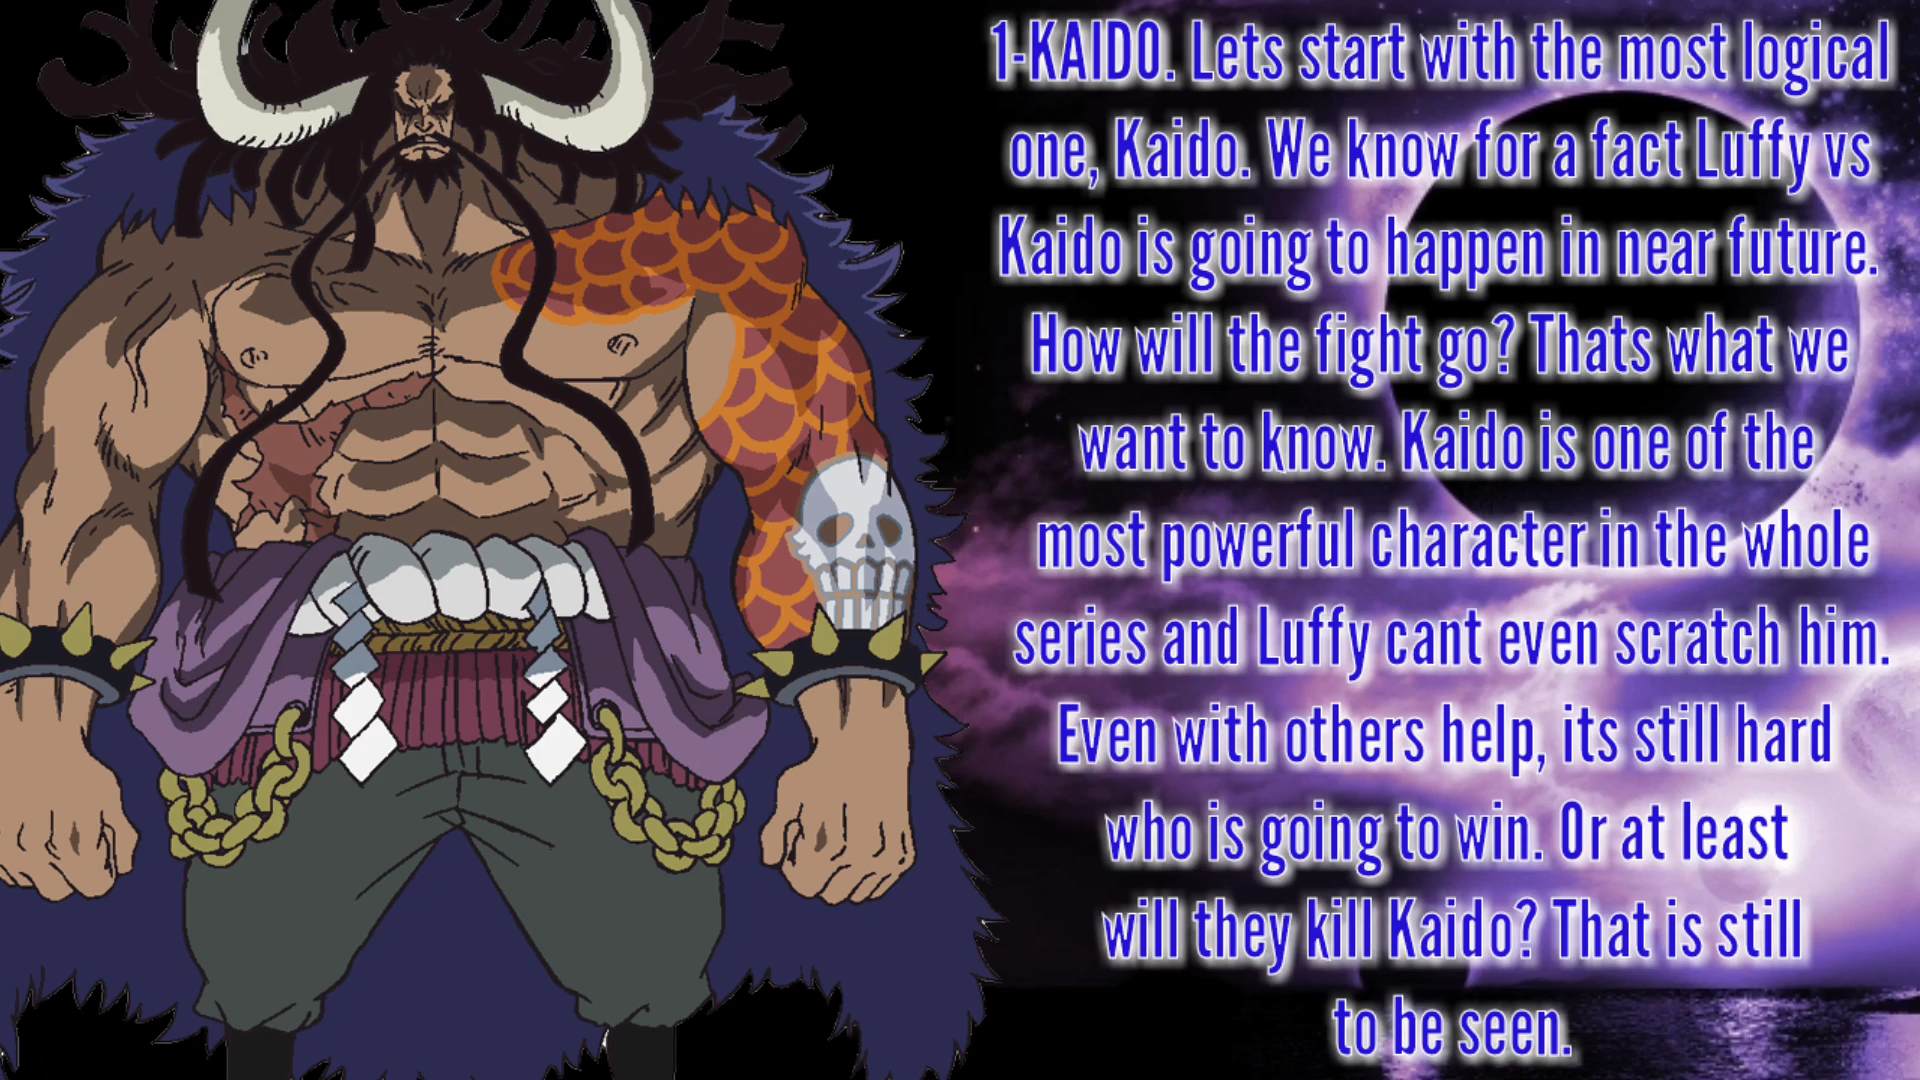 1-KAIDO. Lets start with the most logical
one, Kaido. We know for a fact Luffy vs
Kaido is going to happen in near future.
How will the fight go? Thats what we
want to know. Kaido is one of the
most powerful character in the whole
series and Luffy cant even scratch him.
Even with others help, its still hard
who is going to win. Or at least
will they kill Kaido? That is still
to be seen.